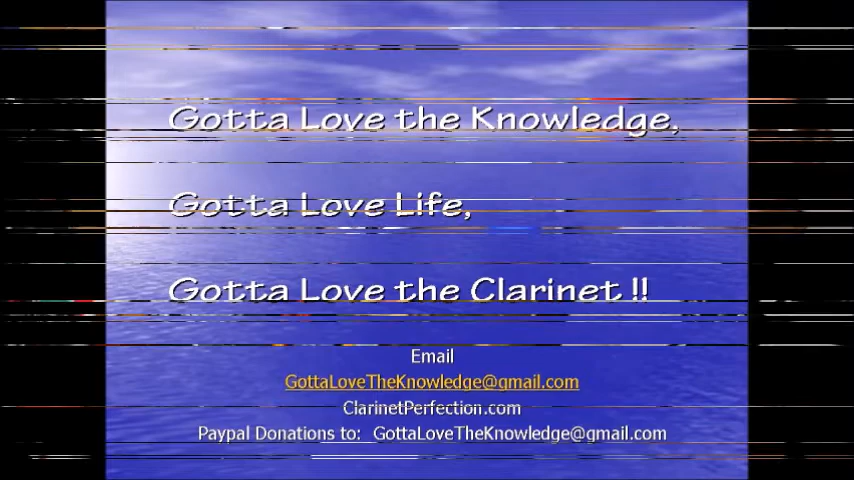 Gotta Love the Knowledge,
Gotta Love Life,
Gotta Love the Clarinet !!
Email
GottaLoveTheKnowledge@gmail.com
ClarinetPerfection.com
Paypal Donations to: GottaLoveTheKnowledge@gmail.com